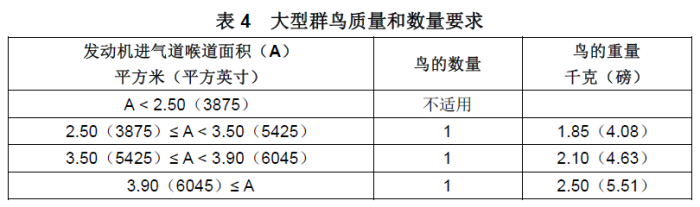 表 4 大型群鸟质量和数量要求
发动机进气道喉道面积（A） 鸟的数量 鸟的重量
平方米（平方英寸） 千克（磅）
A < 2.50（3875） 不适用
2.50（3875）≤ A < 3.50（5425） 1 1.85（4.08）
3.50（5425）≤ A < 3.90（6045） 1 2.10（4.63）
3.90（6045）≤ A 1 2.50（5.51）